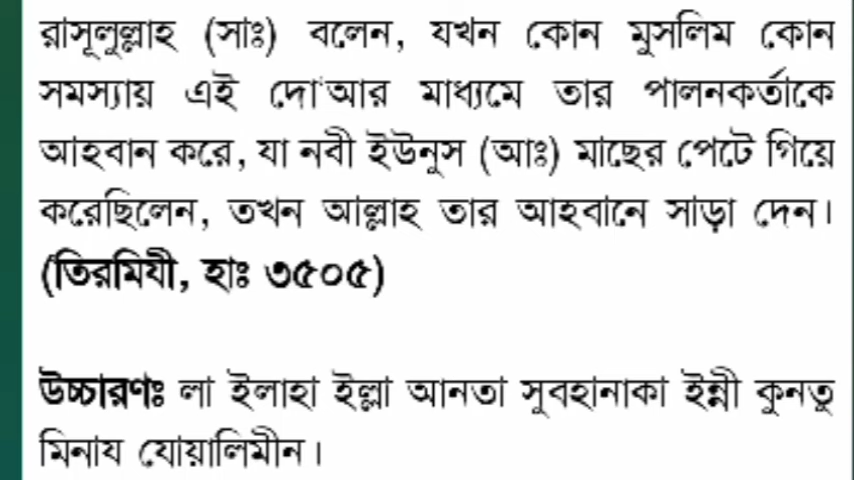 রাসূলুল্লাহ (সাঃ) বলেন, যখন কোন মুসলিম কোন
সমস্যায় এই দো'আর মাধ্যমে তার পালনকর্তাকে
আহবান করে, যা নবী ইউনুস (আঃ) মাছের পেটে গিয়ে
করেছিলেন, তখন আল্লাহ তার আহবানে সাড়া দেন।
(তিরমিযী, হাঃ ৩৫০৫)
উচ্চারণঃ লা ইলাহা ইল্লা আনতা সুবহানাকা ইন্নী কুনতু
মিনায যোয়ালিমীন।